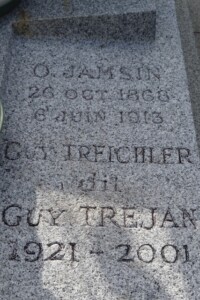 O. JAMSIN
26 OCT 1868
6 JUIN 1913
GUY TREICHLER
dit
GUY TREJAN
1921 - 2001